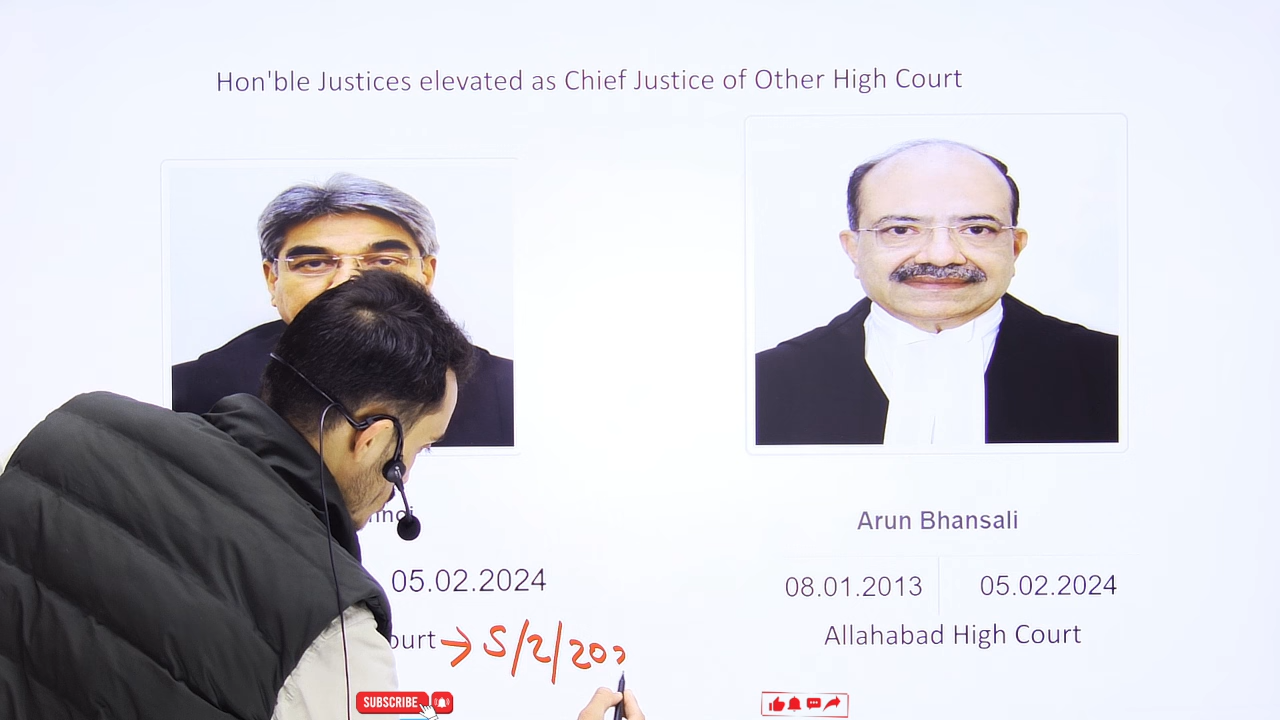 Hon'ble Justices elevated as Chief Justice of Other High Court
Arun Bhansali
05.02.2024
08.01.2013 05.02.2024
→ 5/2/20
Allahabad High Court
SUBSCRIBE